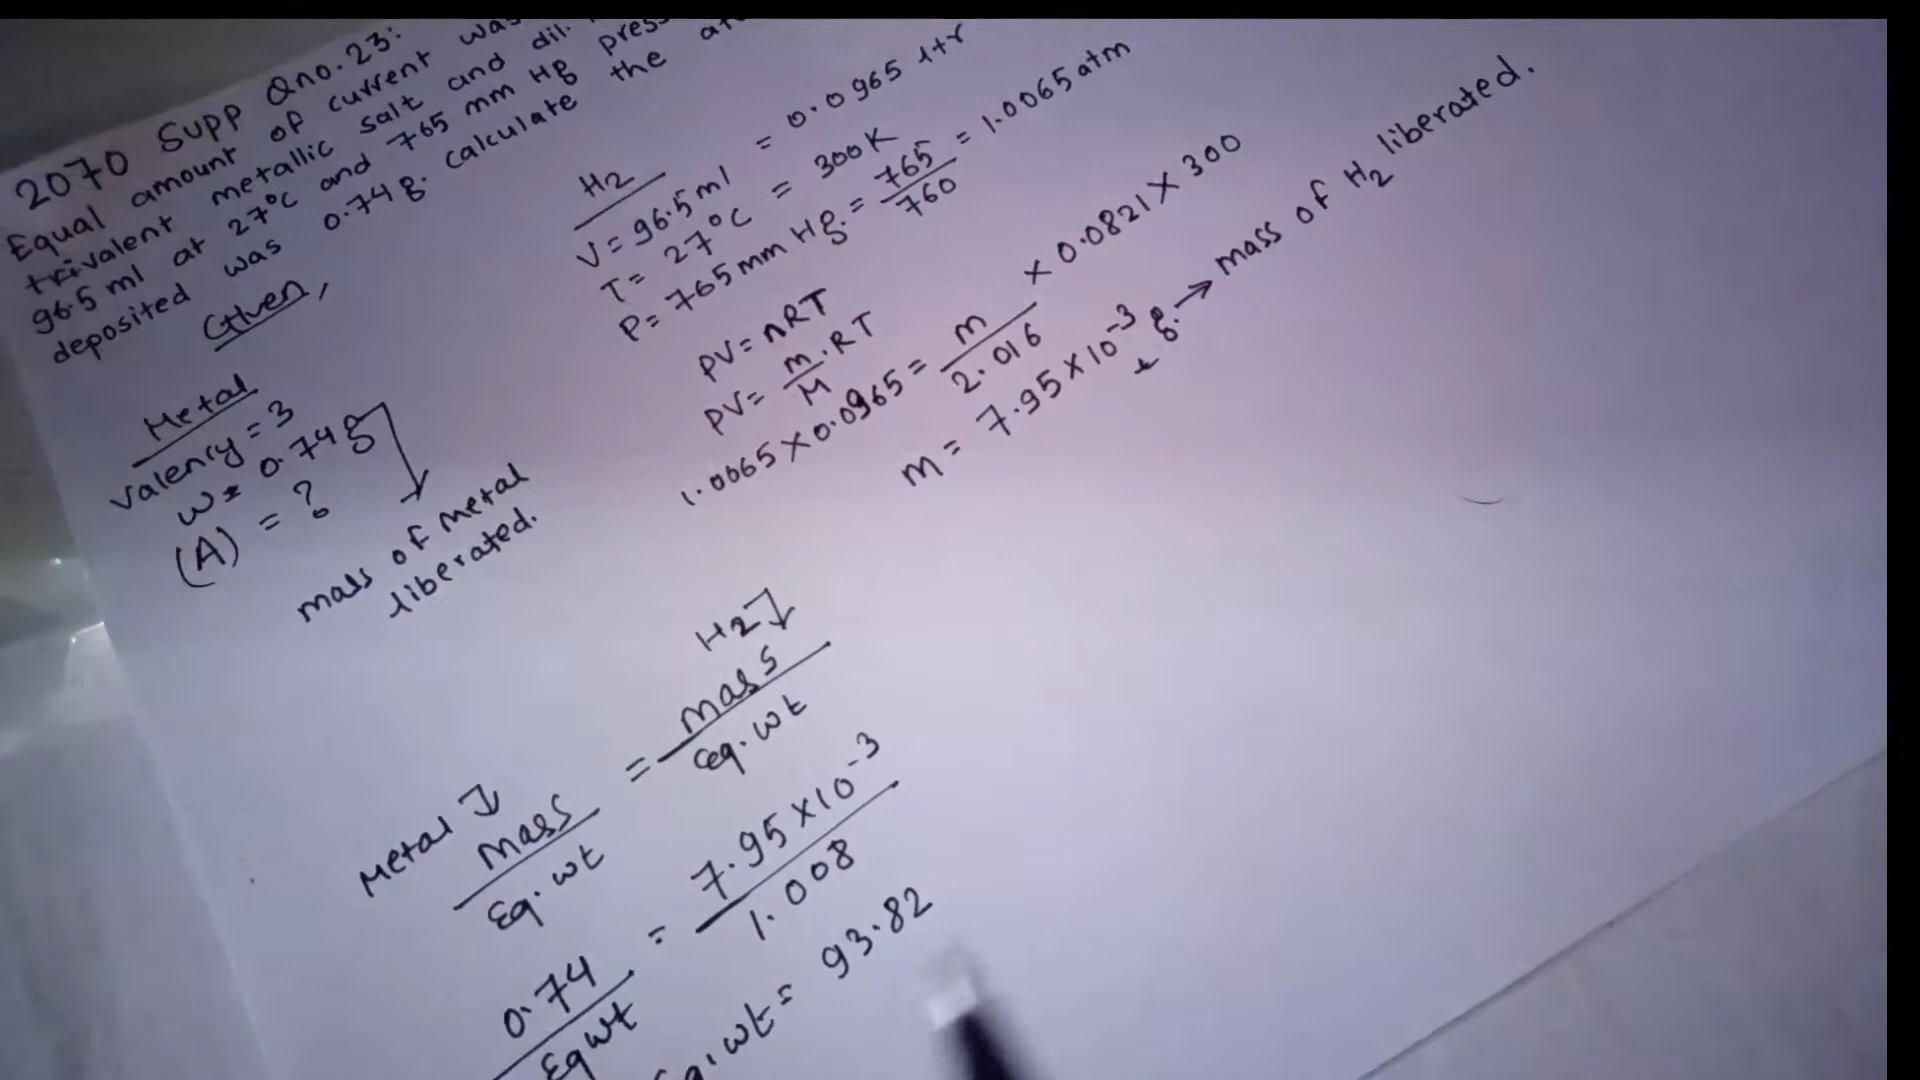 2070 Supp Qno.23:
Equal amount of current was
trivalent metallic salt and dil.
96.5 ml at 27°C and 765 mm Hg press
deposited was 0.74 g. calculate the at
Given,
Metal
Valency = 3
w = 0.74 g
(A) = ?
mass of metal
liberated.
H2
V = 96.5 ml = 0.0965 ltr
T = 27°C = 300K
P = 765 mm Hg. = 765/760 = 1.0065 atm
PV = nRT
PV = m/M . RT
1.0065 × 0.0965 = m/2.016 × 0.0821 × 300
m = 7.95 × 10⁻³ g. → mass of H2 liberated.
Metal H2
mass/Eq. wt = mass/Eq. wt
0.74/Eq wt = 7.95 × 10⁻³/1.008
wt = 93.82